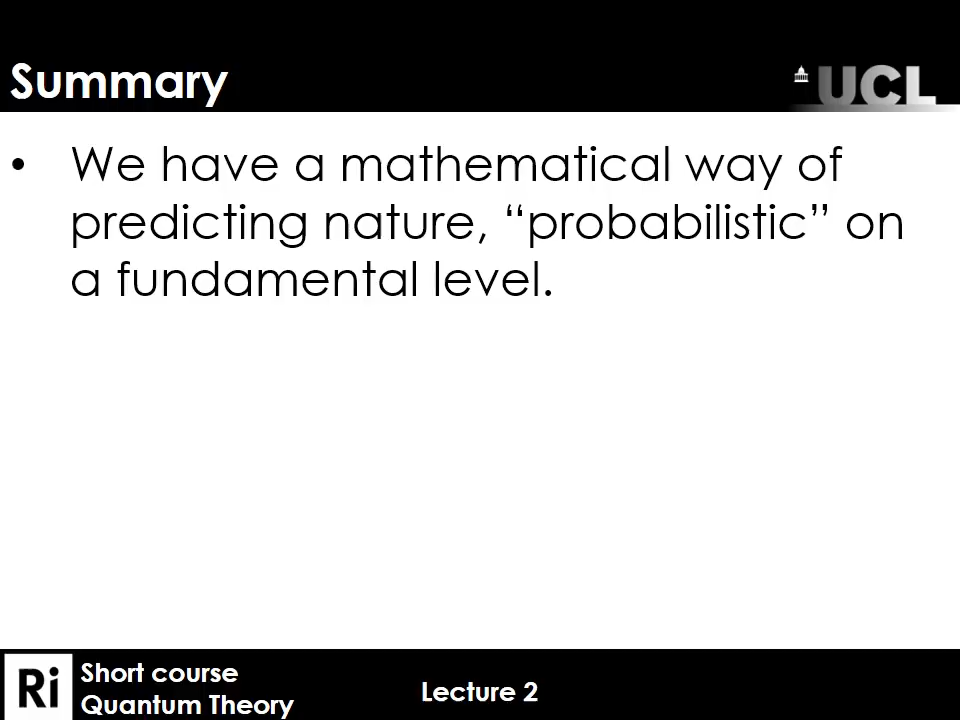 Summary
UCL
• We have a mathematical way of
predicting nature, “probabilistic” on
a fundamental level.
Ri
Short course
Quantum Theory
Lecture 2